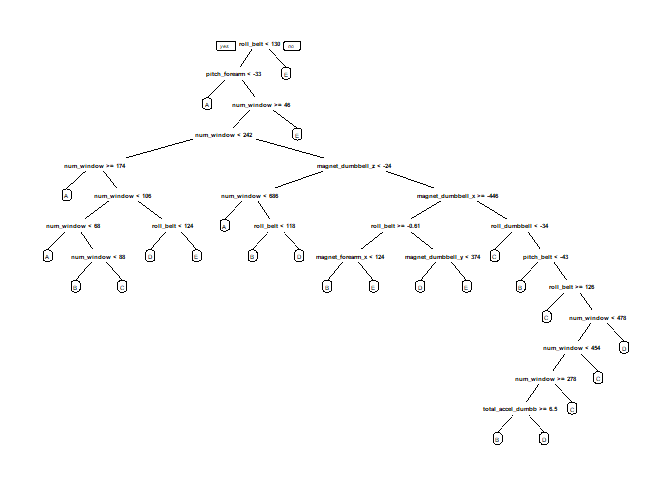 yes roll_belt < 130 no
pitch_forearm < -33 E
A num_window >= 46
num_window < 242 E
num_window >= 174 magnet_dumbbell_z < -24
A num_window < 106 num_window < 686 magnet_dumbbell_x >= -446
num_window < 68 roll_belt < 124 A roll_belt < 118 roll_belt >= -0.61 roll_dumbbell < -34
A num_window < 88 D E B D magnet_forearm_x < 124 magnet_dumbbell_y < 374 C pitch_belt < -43
B C B E D E B roll_belt >= 126
C num_window < 478
num_window < 454 D
num_window >= 278 C
total_accel_dumbb >= 6.5 C
B D